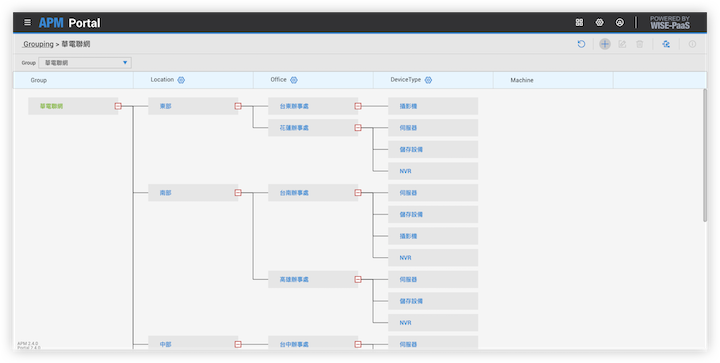 APM Portal
POWERED BY
WISE-PaaS
Grouping > 華電聯網
Group 華電聯網
Group Location Office DeviceType Machine
華電聯網 東部 台東辦事處 攝影機
花蓮辦事處 伺服器
儲存設備
NVR
南部 台南辦事處 伺服器
儲存設備
攝影機
NVR
高雄辦事處 伺服器
儲存設備
NVR
中部 台中辦事處 伺服器
APM 2.4.0
Portal 2.4.0